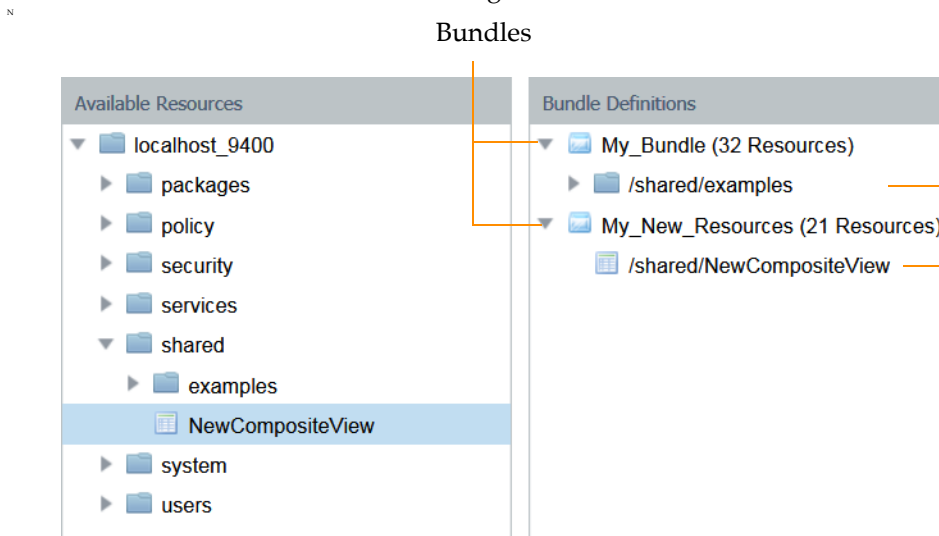 N
Bundles
Available Resources
localhost_9400
packages
policy
security
services
shared
examples
NewCompositeView
system
users
Bundle Definitions
My_Bundle (32 Resources)
/shared/examples
My_New_Resources (21 Resources)
/shared/NewCompositeView